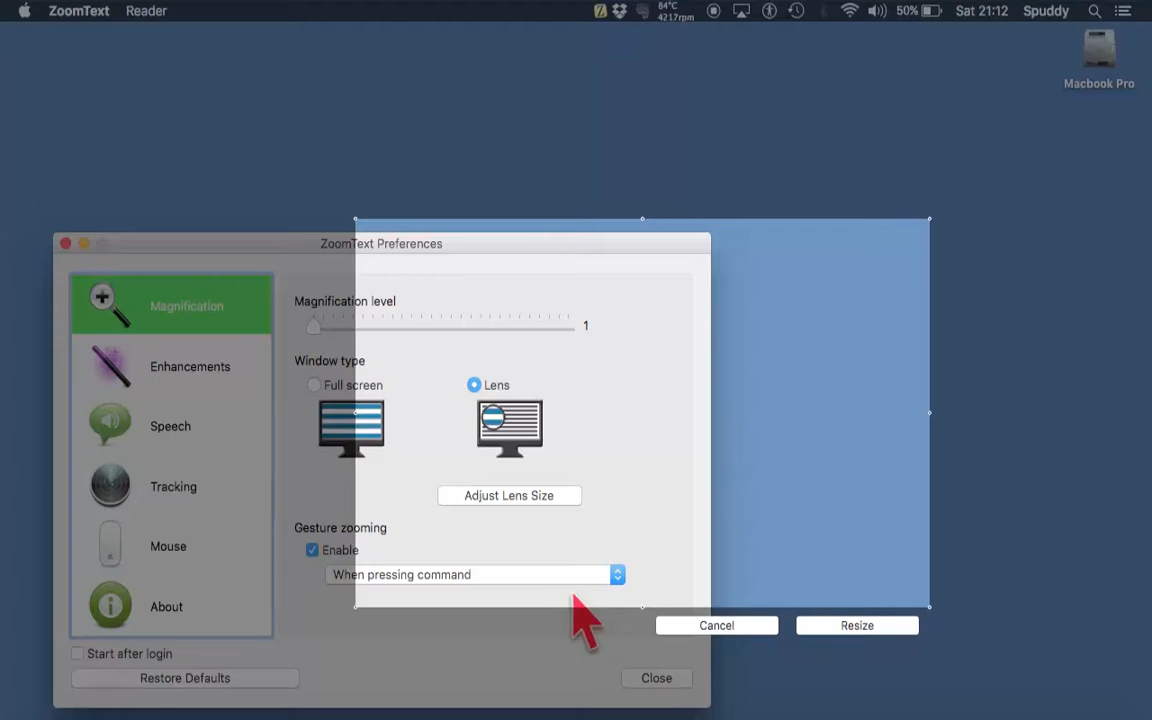 ZoomText Reader 84°C 4217rpm 50% Sat 21:12 Spuddy
Macbook Pro
ZoomText Preferences
Magnification
Enhancements
Speech
Tracking
Mouse
About
Magnification level
1
Window type
Full screen Lens
Adjust Lens Size
Gesture zooming
Enable
When pressing command
Cancel Resize
Start after login
Restore Defaults Close